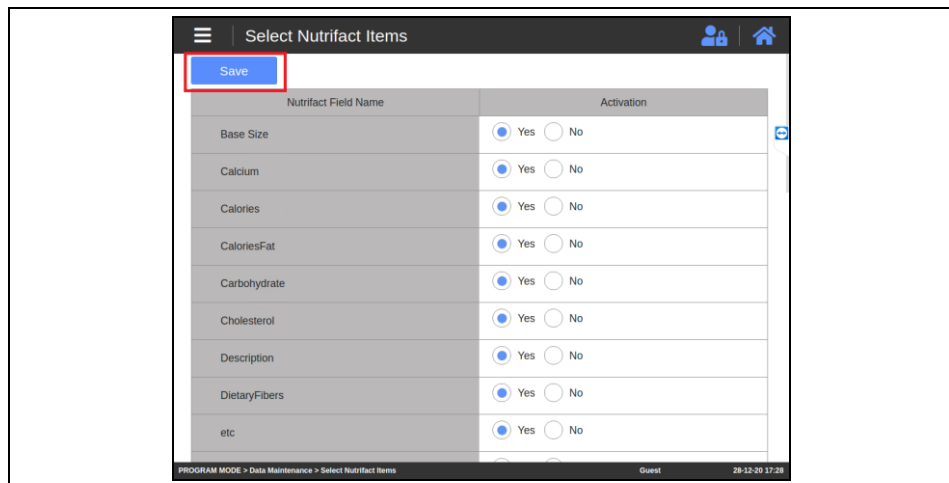 Select Nutrifact Items
Save
Nutrifact Field Name Activation
Base Size Yes No
Calcium Yes No
Calories Yes No
CaloriesFat Yes No
Carbohydrate Yes No
Cholesterol Yes No
Description Yes No
DietaryFibers Yes No
etc Yes No
PROGRAM MODE > Data Maintenance > Select Nutrifact Items Guest 28-12-20 17:28